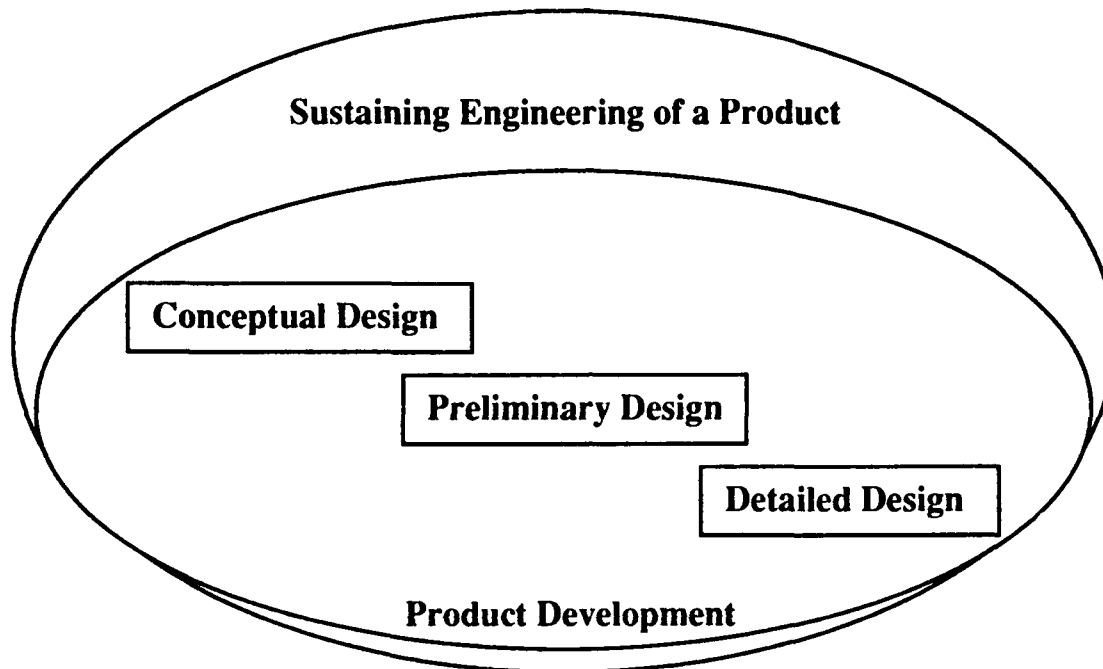 Sustaining Engineering of a Product
Conceptual Design
Preliminary Design
Detailed Design
Product Development